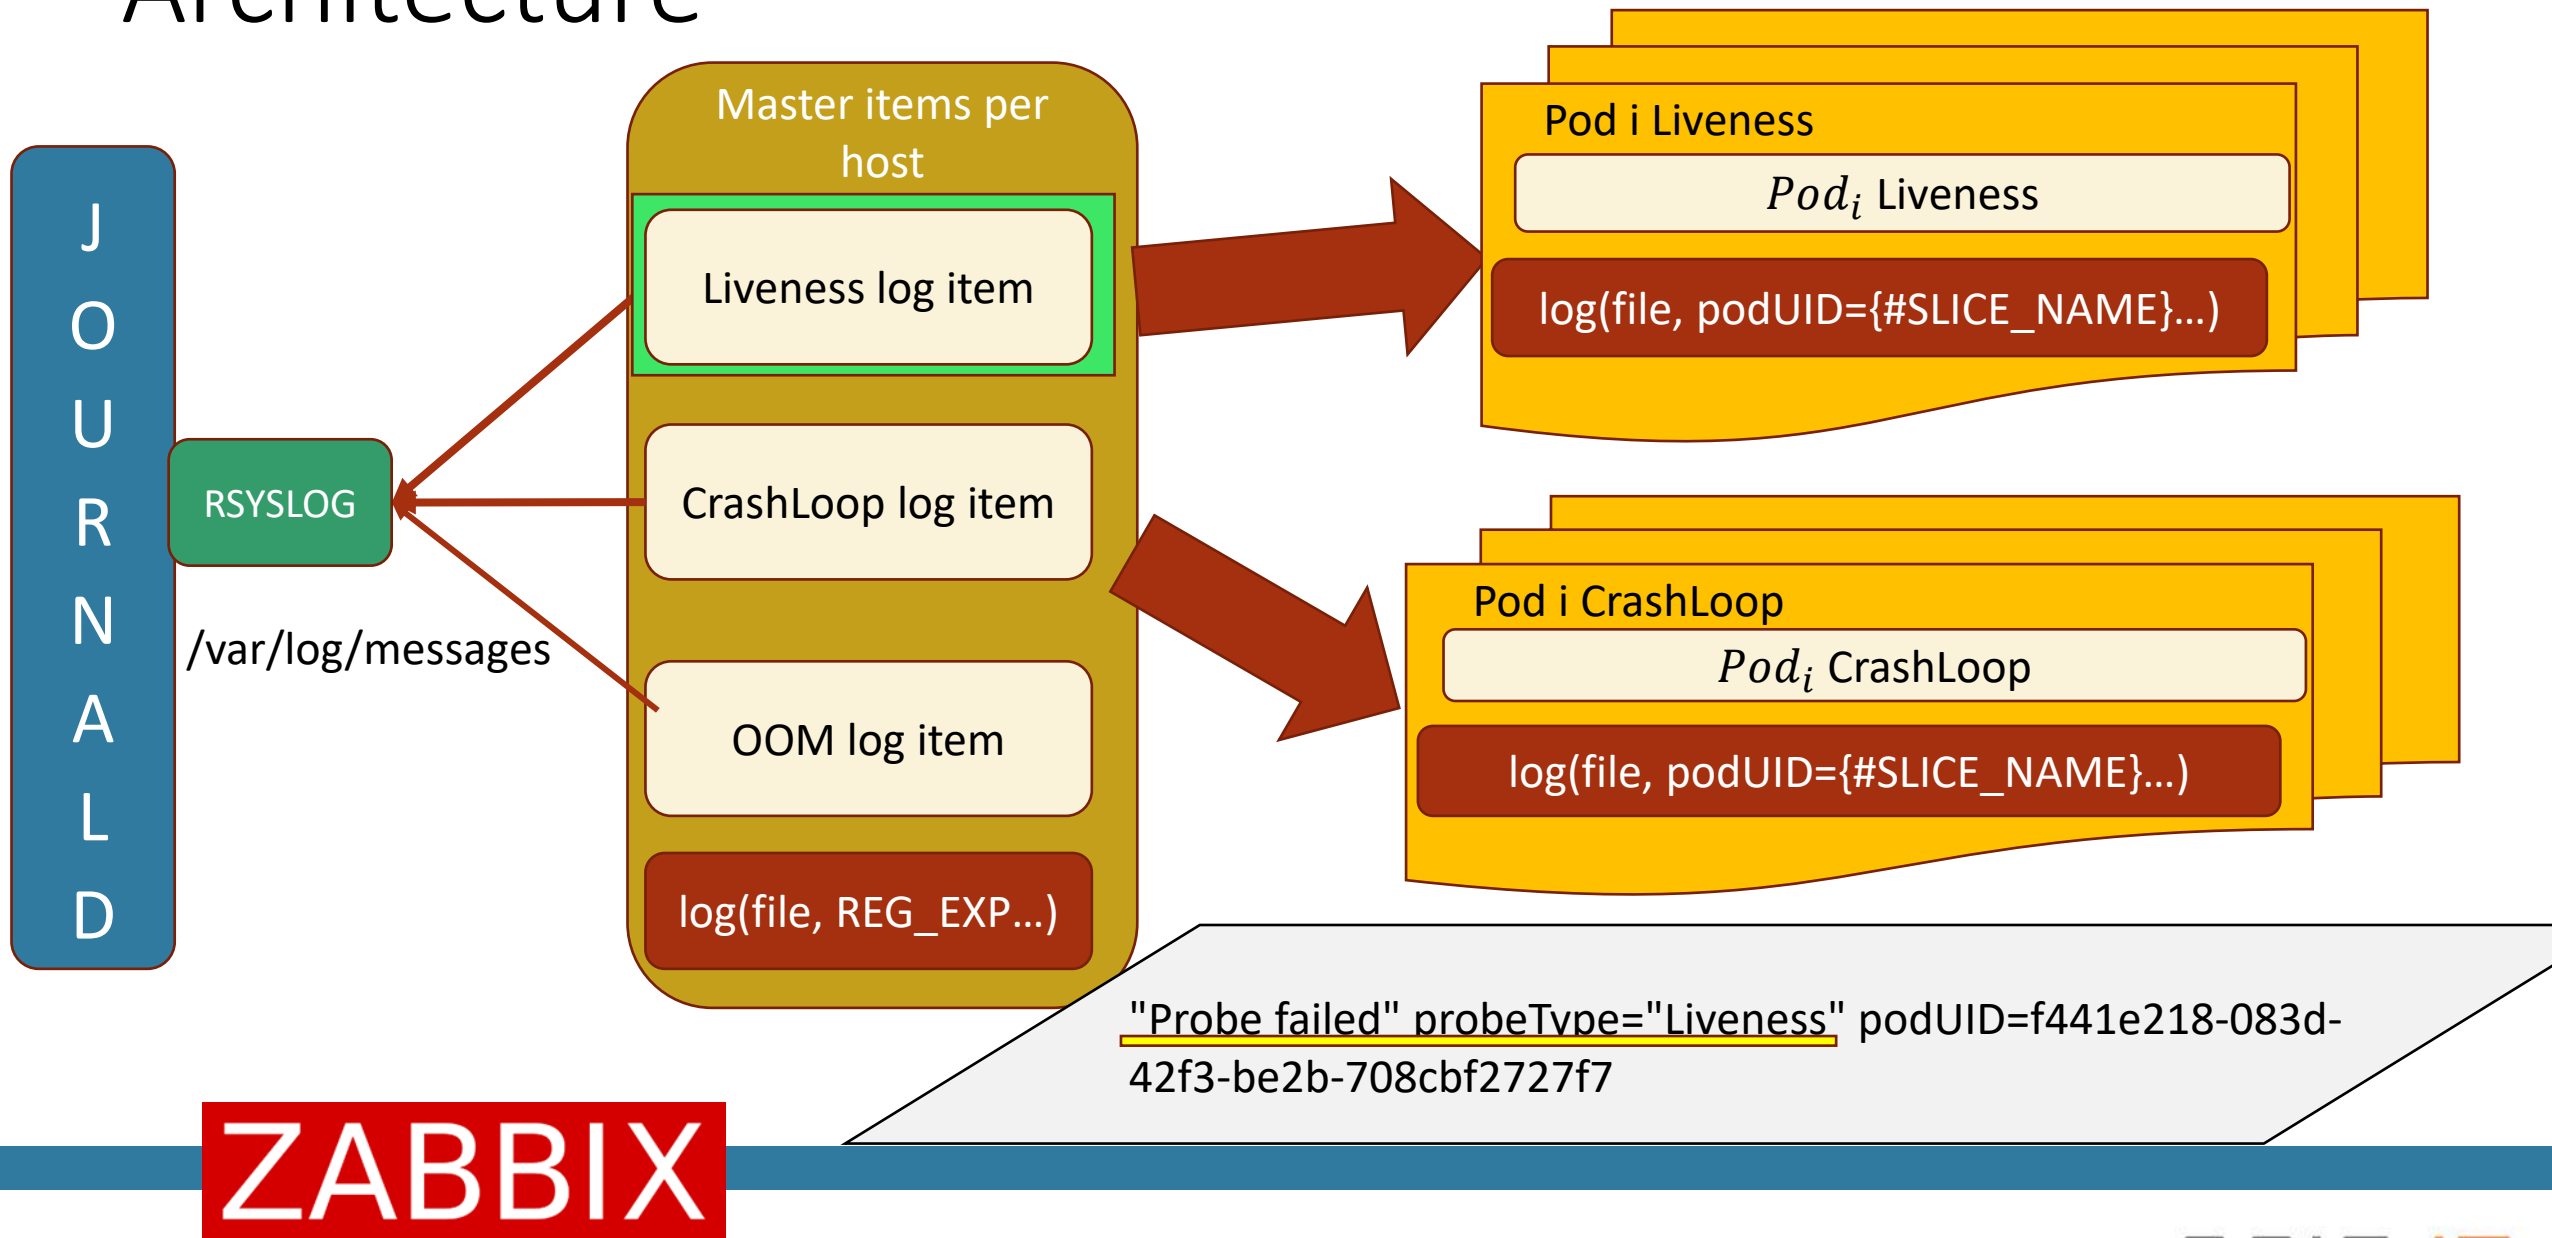 Architecture
J
O
U
R
N
A
L
D
RSYSLOG
/var/log/messages
Master items per
host
Liveness log item
CrashLoop log item
OOM log item
log(file, REG_EXP...)
Pod i Liveness
Pod_i Liveness
log(file, podUID={#SLICE_NAME}...)
Pod i CrashLoop
Pod_i CrashLoop
log(file, podUID={#SLICE_NAME}...)
"Probe failed" probeType="Liveness" podUID=f441e218-083d-
42f3-be2b-708cbf2727f7
ZABBIX